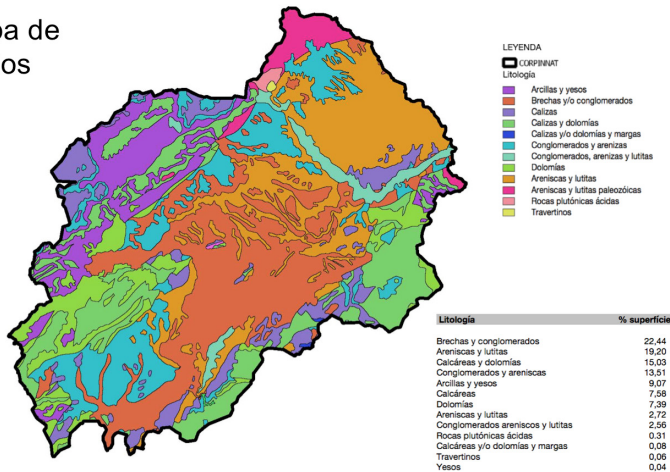 de
os
LEYENDA
CORPINNAT
Litología
Arcillas y yesos
Brechas y/o conglomerados
Calizas
Calizas y dolomías
Calizas y/o dolomías y margas
Conglomerados y arenizas
Conglomerados, arenizas y lutitas
Dolomías
Areniscas y lutitas
Areniscas y lutitas paleozóicas
Rocas plutónicas ácidas
Travertinos
Litología % superfície
Brechas y conglomerados 22,44
Areniscas y lutitas 19,20
Calcáreas y dolomías 15,03
Conglomerados y areniscas 13,51
Arcillas y yesos 9,07
Calcáreas 7,58
Dolomías 7,39
Areniscas y lutitas 2,72
Conglomerados areniscos y lutitas 2,56
Rocas plutónicas ácidas 0.31
Calcáreas y/o dolomías y margas 0,08
Travertinos 0,06
Yesos 0,04